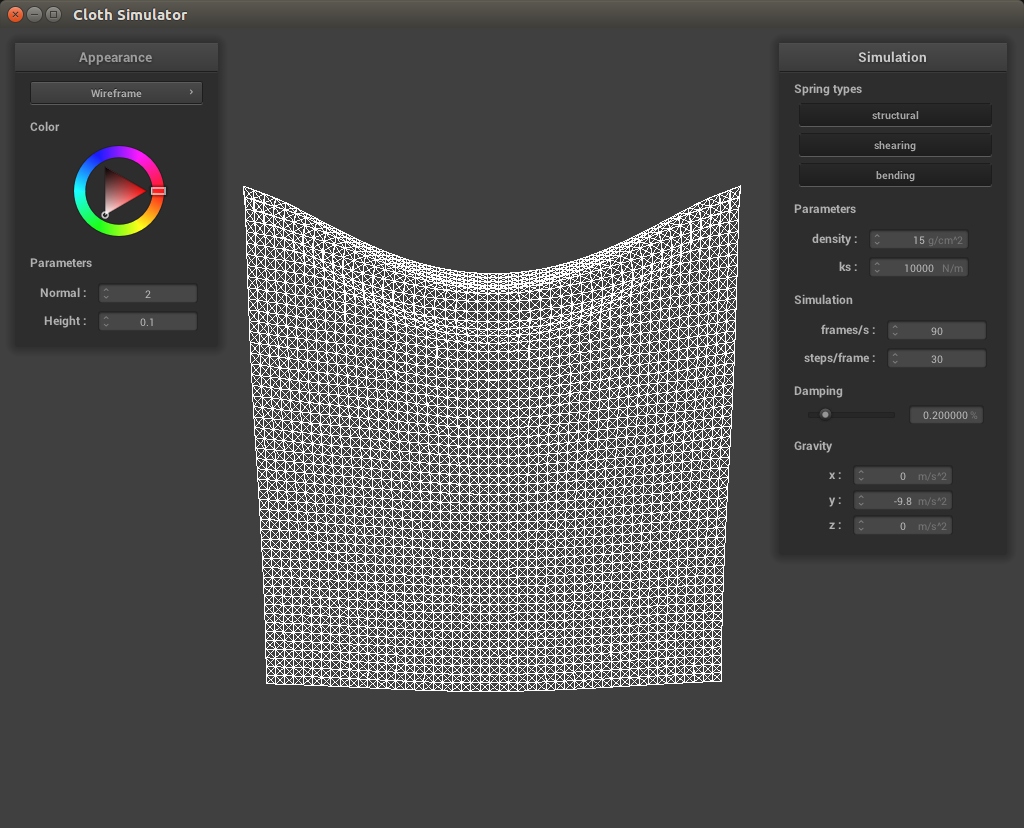 Cloth Simulator
Appearance
Wireframe
Color
Parameters
Normal : 2
Height : 0.1
Simulation
Spring types
structural
shearing
bending
Parameters
density : 15 g/cm^2
ks : 10000 N/m
Simulation
frames/s : 90
steps/frame : 30
Damping
0.200000 %
Gravity
x : 0 m/s^2
y : -9.8 m/s^2
z : 0 m/s^2